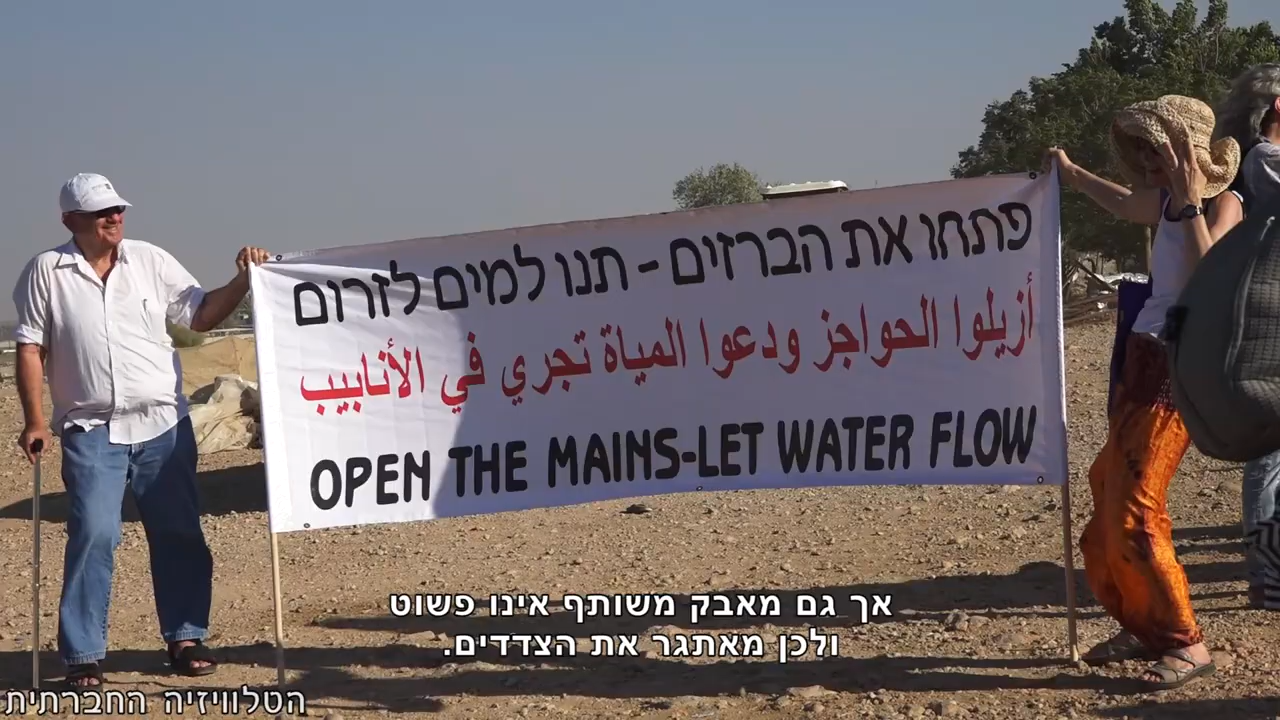 פתחו את הברזים - תנו למים לזרום
أزيلوا الحواجز ودعوا المياة تجري في الأنابيب
OPEN THE MAINS-LET WATER FLOW
אך גם מאבק משותף אינו פשוט
ולכן מאתגר את הצדדים.
הטלוויזיה החברתית